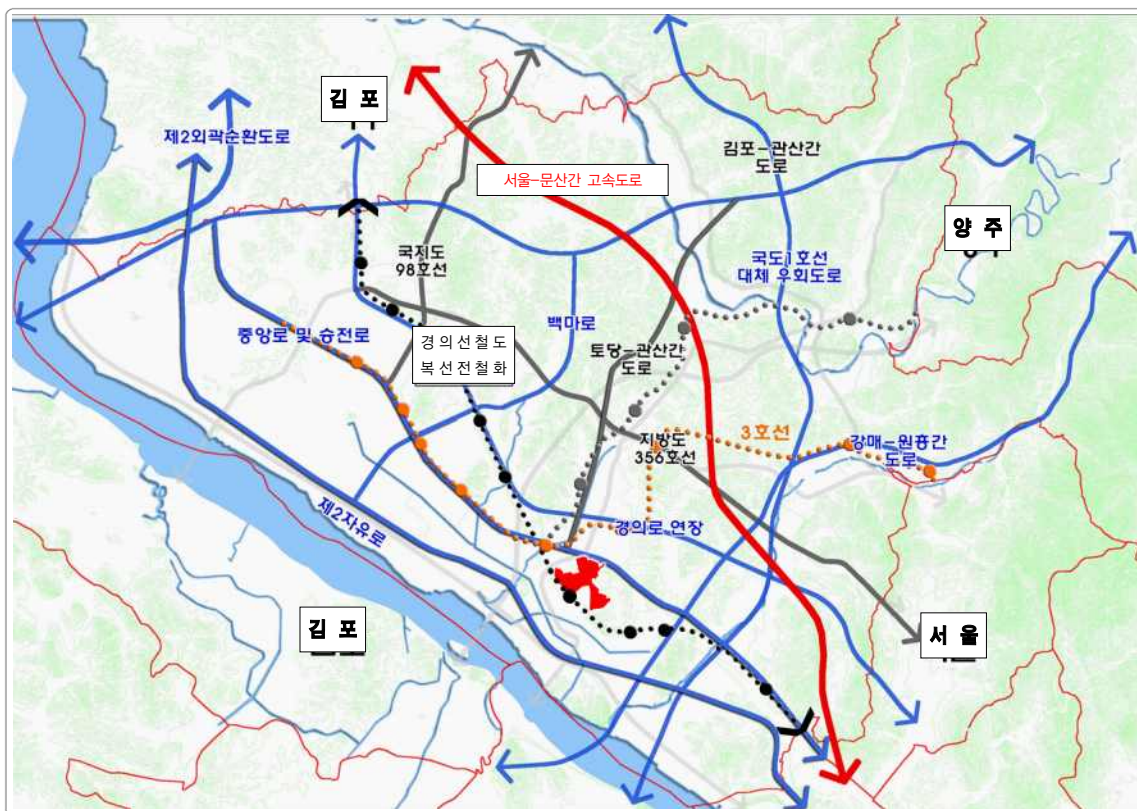 김 포
제2외곽순환도로
김포-관산간
도로
서울-문산간 고속도로
양 주
국지도
98호선
국도1호선
대체 우회도로
백마로
중앙로 및 승전로
경의선철도
복선전철화
토당-관산간
도로
3호선
지방도
356호선
강매-원흥간
도로
제2자유로
경의로 연장
김 포
서 울